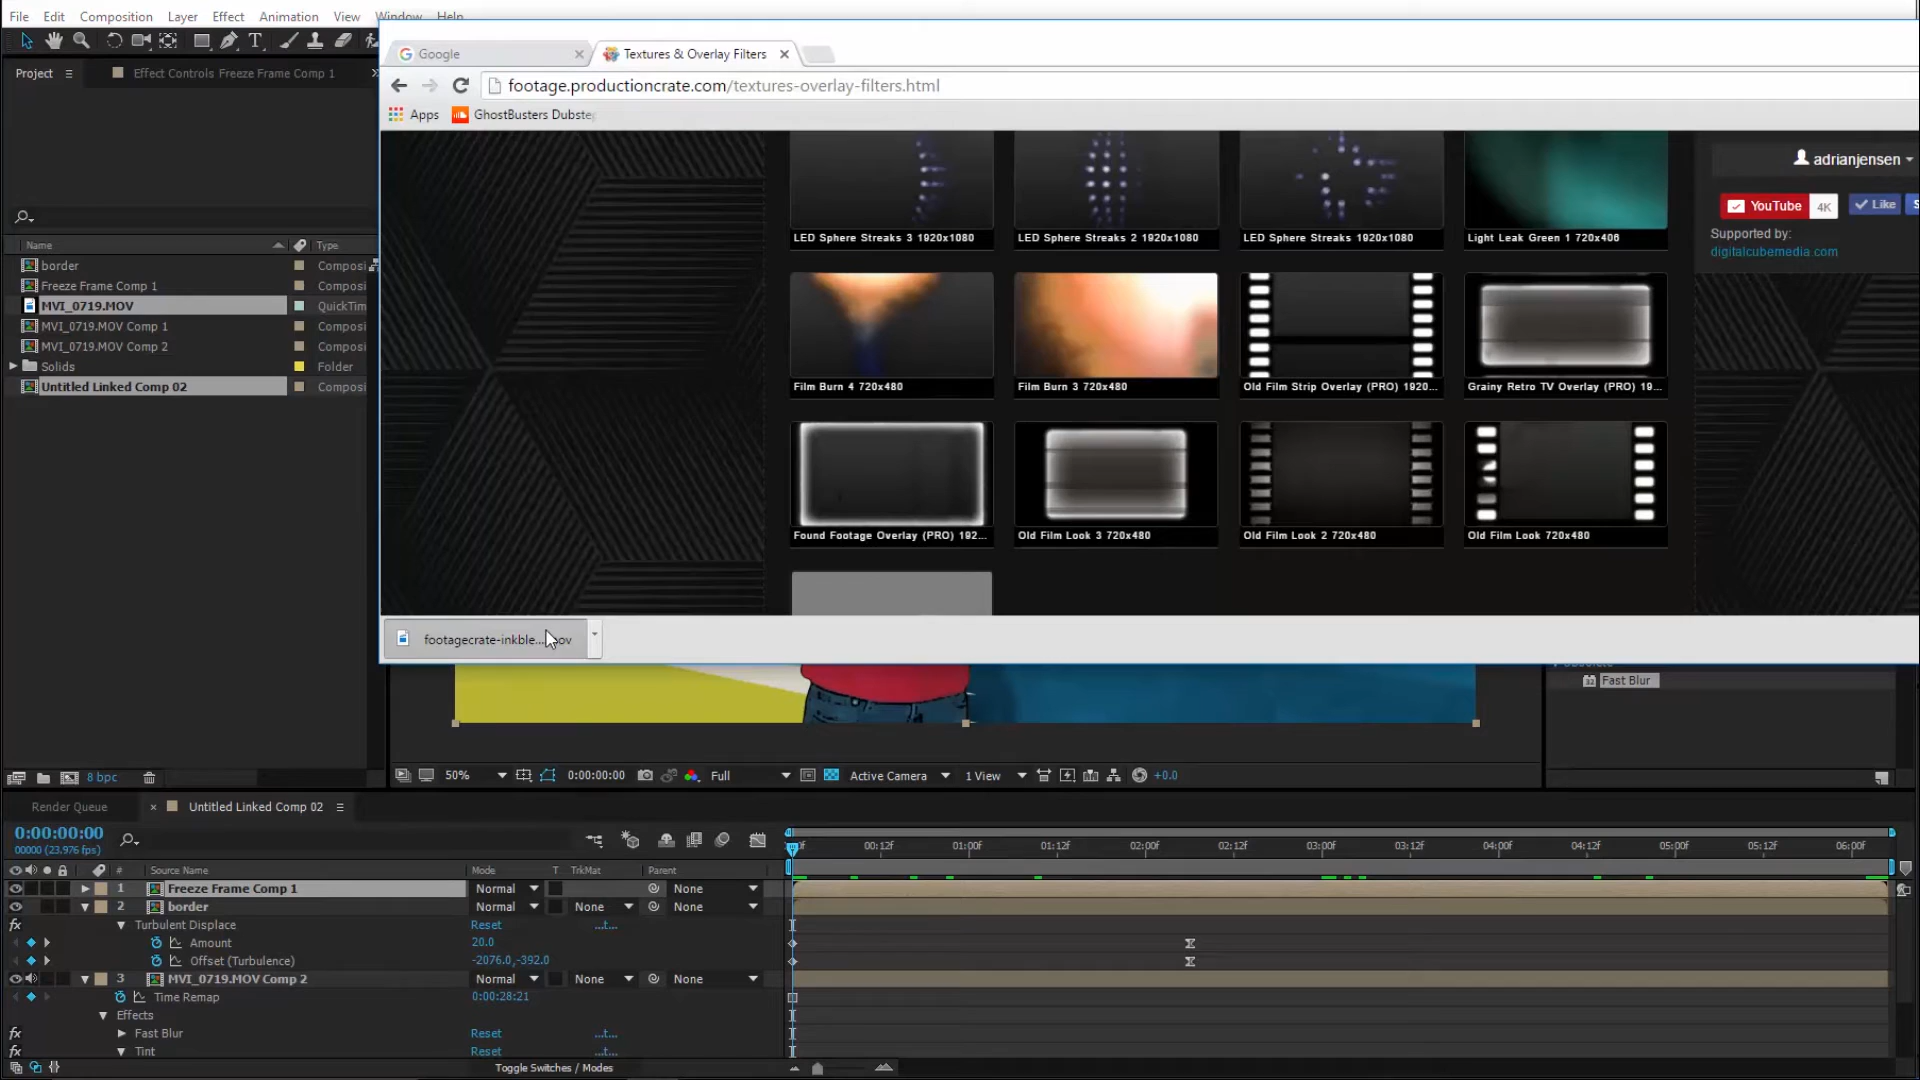 File Edit Composition Layer Effect Animation View Window Help
Google
Textures & Overlay Filters
Project
Effect Controls Freeze Frame Comp 1
footage.productioncrate.com/textures-overlay-filters.html
Apps
GhostBusters Dubste
adrianjensen
YouTube 4K
Like
Supported by:
digitalcubemedia.com
LED Sphere Streaks 3 1920x1080
LED Sphere Streaks 2 1920x1080
LED Sphere Streaks 1920x1080
Light Leak Green 1 720x406
Name Type
border Composi
Freeze Frame Comp 1 Composi
MVI_0719.MOV QuickTim
MVI_0719.MOV Comp 1 Composi
MVI_0719.MOV Comp 2 Composi
Solids Folder
Untitled Linked Comp 02 Composi
Film Burn 4 720x480
Film Burn 3 720x480
Old Film Strip Overlay (PRO) 1920...
Grainy Retro TV Overlay (PRO) 19...
Found Footage Overlay (PRO) 192...
Old Film Look 3 720x480
Old Film Look 2 720x480
Old Film Look 720x480
footagecrate-inkble...mov
Fast Blur
8 bpc
50% 0:00:00:00 Full Active Camera 1 View +0.0
Render Queue
Untitled Linked Comp 02
0:00:00:00
00000 (23.976 fps)
00:12f 01:00f 01:12f 02:00f 02:12f 03:00f 03:12f 04:00f 04:12f 05:00f 05:12f 06:00f
# Source Name Mode T TrkMat Parent
1 Freeze Frame Comp 1 Normal None
2 border Normal None None
fx Turbulent Displace Reset ...t...
Amount 20.0
Offset (Turbulence) -2076.0,-392.0
3 MVI_0719.MOV Comp 2 Normal None None
Time Remap 0:00:28:21
Effects
fx Fast Blur Reset ...t...
fx Tint Reset ...t...
Toggle Switches / Modes